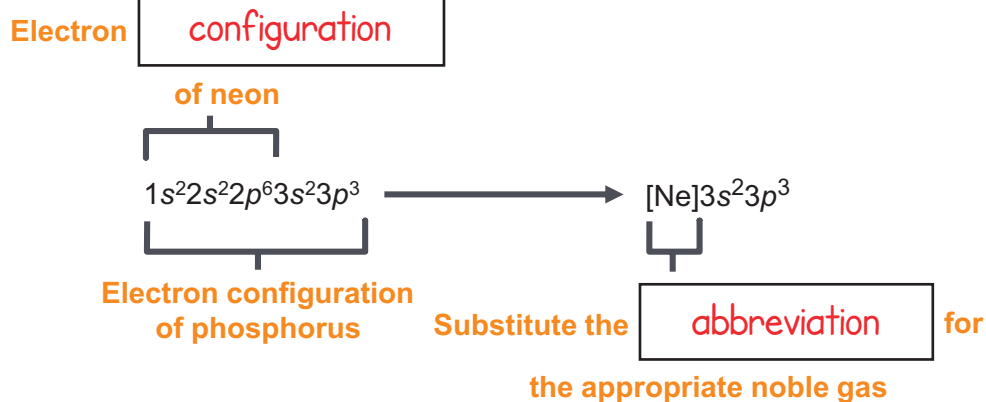 Electron configuration
of neon
1s²2s²2p⁶3s²3p³ [Ne]3s²3p³
Electron configuration
of phosphorus
Substitute the abbreviation for
the appropriate noble gas